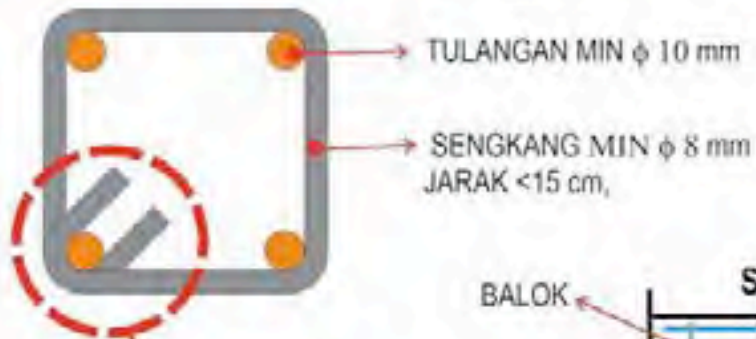 TULANGAN MIN ϕ 10 mm
SENGKANG MIN ϕ 8 mm
JARAK <15 cm,
BALOK
S